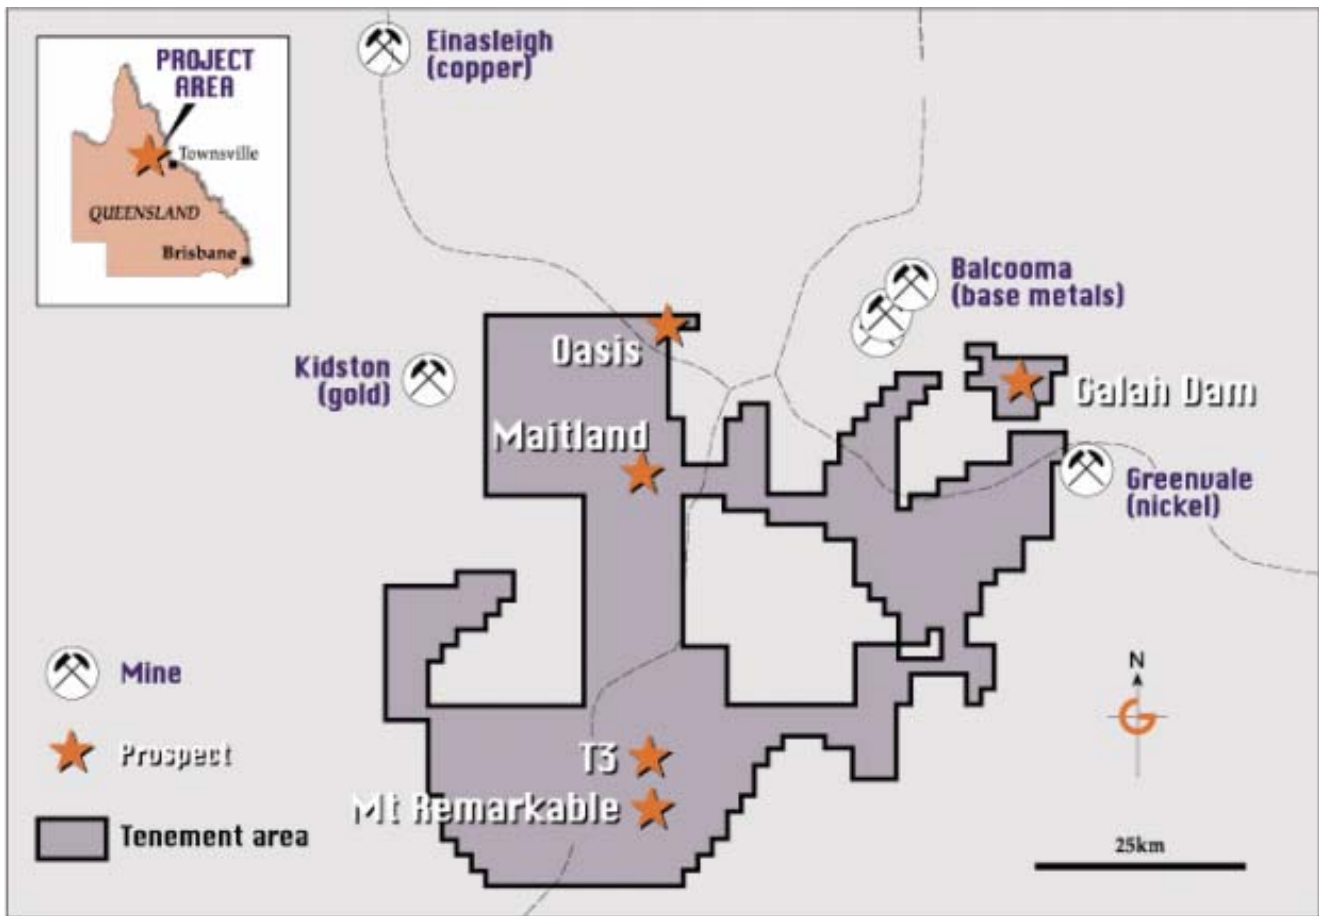 Einasleigh
(copper)
PROJECT
AREA
Townsville
QUEENSLAND
Brisbane
Balcooma
(base metals)
Oasis
Kidston
(gold)
Galah Dam
Maitland
Greenvale
(nickel)
Mine
N
Prospect
T3
Mt Remarkable
Tenement area
25km